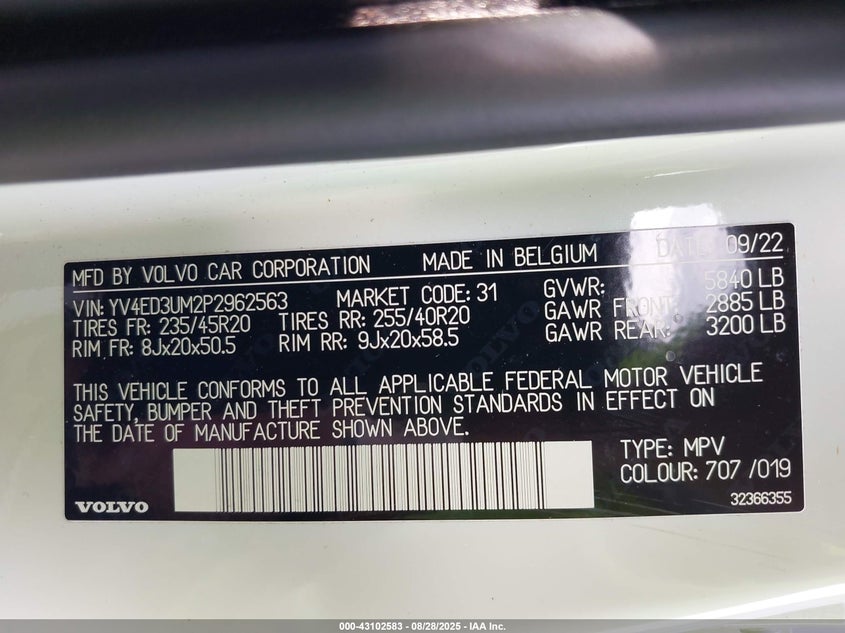 MFD BY VOLVO CAR CORPORATION MADE IN BELGIUM DATE 09/22
VIN: YV4ED3UM2P2962563 MARKET CODE: 31 GVWR: 5840 LB
TIRES FR: 235/45R20 TIRES RR: 255/40R20 GAWR FRONT: 2885 LB
RIM FR: 8Jx20x50.5 RIM RR: 9Jx20x58.5 GAWR REAR: 3200 LB
THIS VEHICLE CONFORMS TO ALL APPLICABLE FEDERAL MOTOR VEHICLE
SAFETY, BUMPER AND THEFT PREVENTION STANDARDS IN EFFECT ON
THE DATE OF MANUFACTURE SHOWN ABOVE.
TYPE: MPV
COLOUR: 707 /019
VOLVO
32366355
000-43102583 - 08/28/2025 - IAA Inc.